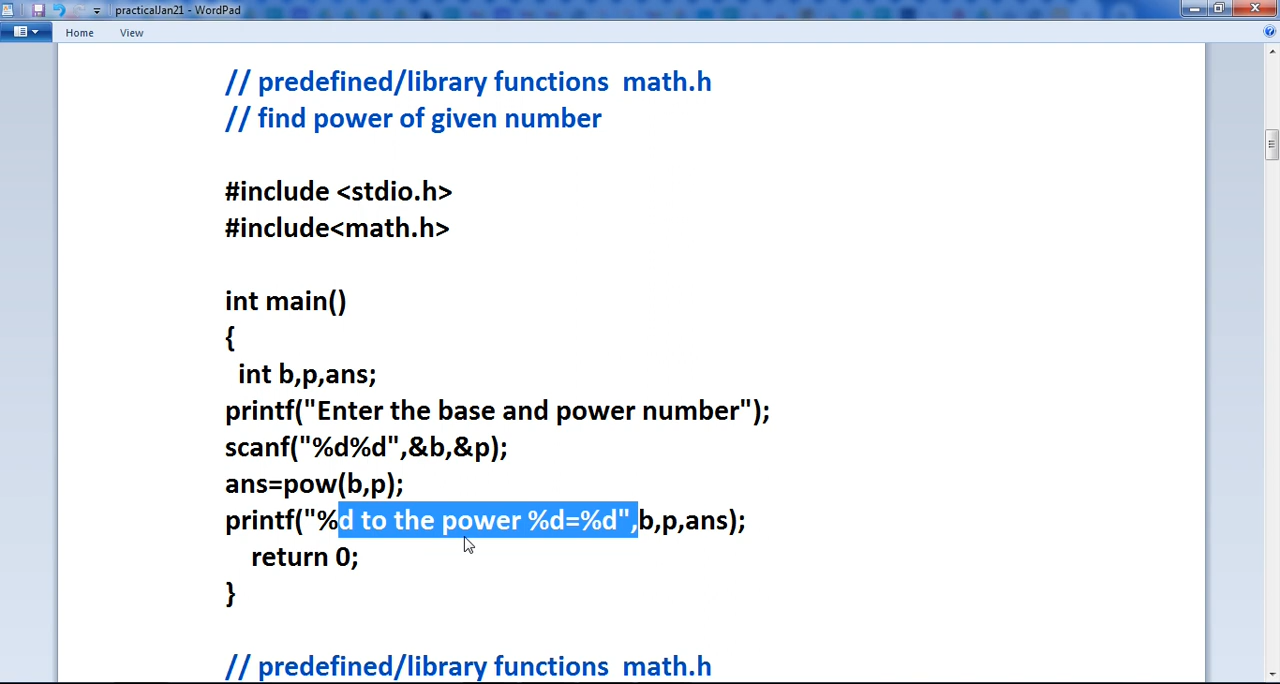 practicalJan21 - WordPad
Home View
// predefined/library functions  math.h
// find power of given number
#include <stdio.h>
#include<math.h>
int main()
{
int b,p,ans;
printf("Enter the base and power number");
scanf("%d%d",&b,&p);
ans=pow(b,p);
printf("%d to the power %d=%d",b,p,ans);
return 0;
}
// predefined/library functions  math.h